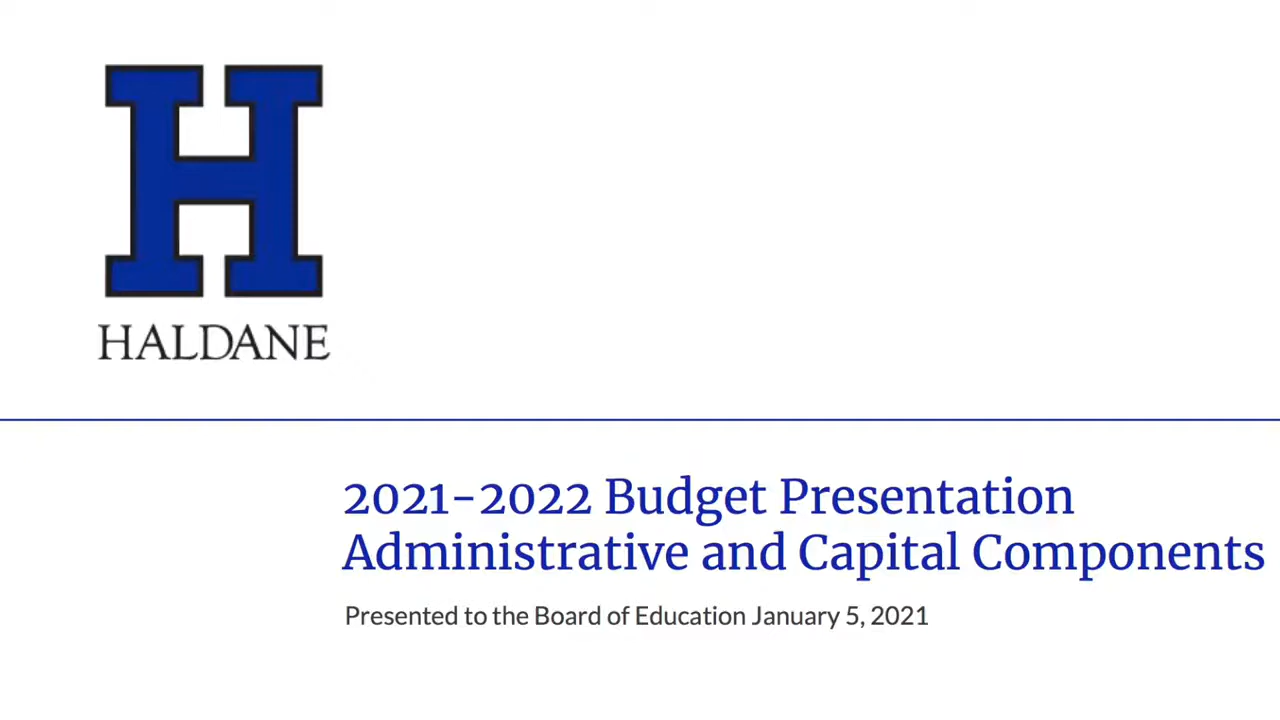 H
HALDANE
2021-2022 Budget Presentation
Administrative and Capital Components
Presented to the Board of Education January 5, 2021